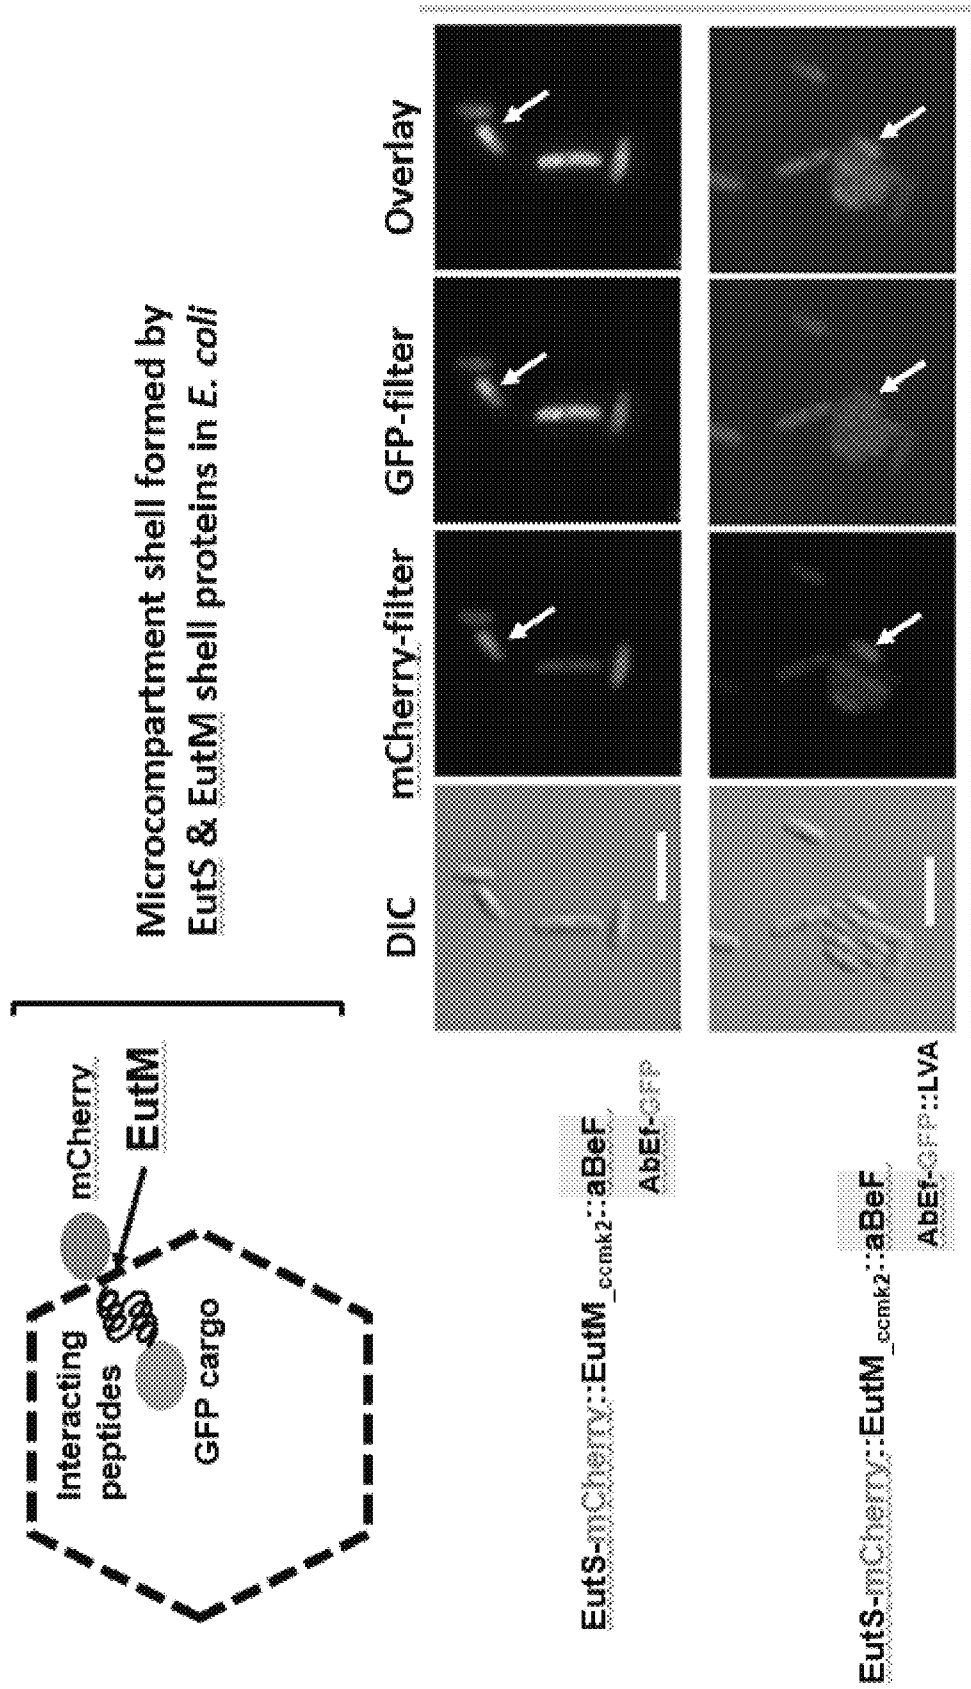 Interacting
peptides
GFP cargo
mCherry
EutM
Microcompartment shell formed by
EutS & EutM shell proteins in E. coli
DIC
mCherry-filter
GFP-filter
Overlay
EutS-mCherry::EutM_ccmk2::aBeF
AbEf-GFP
EutS-mCherry::EutM_ccmk2::aBeF
AbEf-GFP::LVA